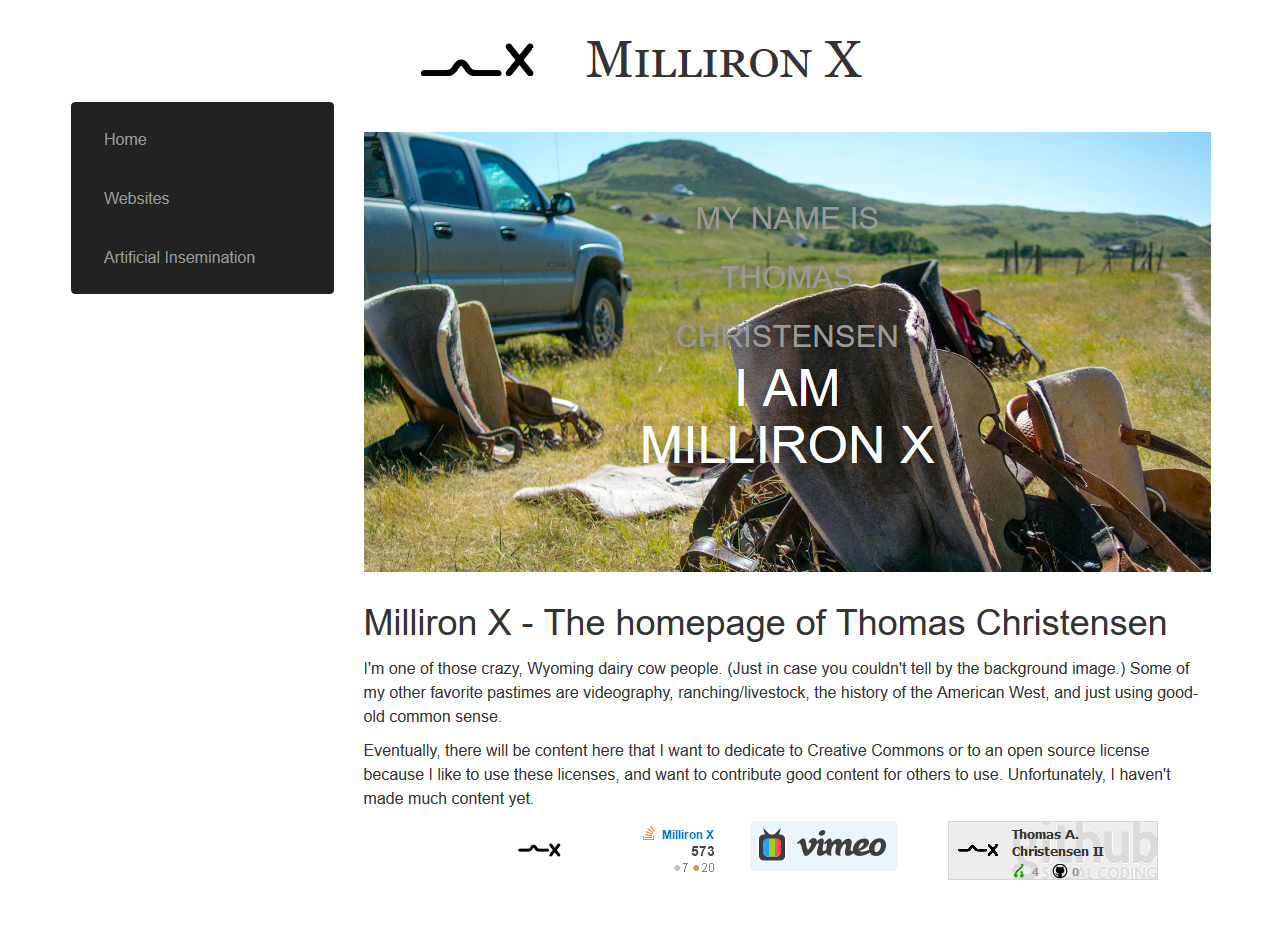 Milliron X
Home
Websites
Artificial Insemination
MY NAME IS
THOMAS
CHRISTENSEN
I AM
MILLIRON X
Milliron X - The homepage of Thomas Christensen
I'm one of those crazy, Wyoming dairy cow people. (Just in case you couldn't tell by the background image.) Some of
my other favorite pastimes are videography, ranching/livestock, the history of the American West, and just using good-
old common sense.
Eventually, there will be content here that I want to dedicate to Creative Commons or to an open source license
because I like to use these licenses, and want to contribute good content for others to use. Unfortunately, I haven't
made much content yet.
Milliron X
573
7 20
vimeo
Thomas A.
Christensen II
4 0
github
SOCIAL CODING